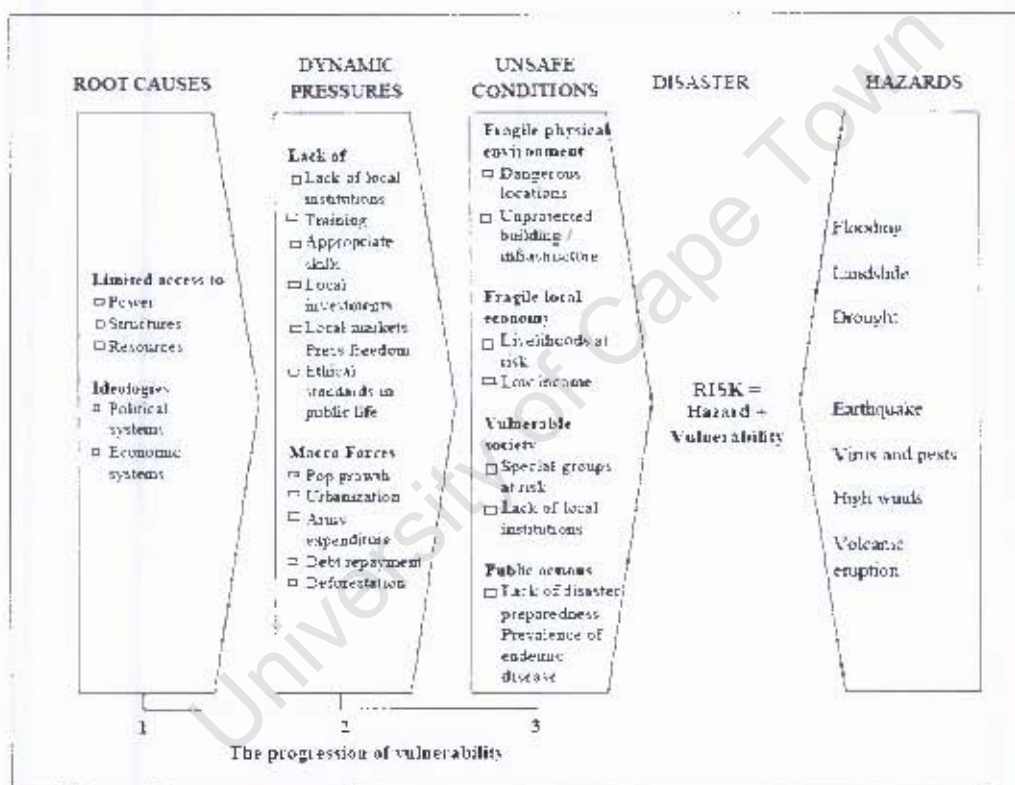 ROOT CAUSES
DYNAMIC
PRESSURES
UNSAFE
CONDITIONS
DISASTER
HAZARDS
Limited access to
Power
Structures
Resources
Ideologies
Political
systems
Economic
systems
Lack of
Lack of local
institutions
Training
Appropriate
skills
Local
investments
Local markets
Press freedom
Ethical
standards in
public life
Macro Forces
Pop growth
Urbanization
Army
expenditure
Debt repayment
Deforestation
Fragile physical
environment
Dangerous
locations
Unprotected
building /
infrastructure
Fragile local
economy
Livelihoods at
risk
Low income
Vulnerable
society
Special groups
at risk
Lack of local
institutions
Public actions
Lack of disaster
preparedness
Prevalence of
endemic
disease
RISK =
Hazard +
Vulnerability
Flooding
Landslide
Drought
Earthquake
Virus and pests
High winds
Volcanic
eruption
1
2
3
The progression of vulnerability
University of Cape Town